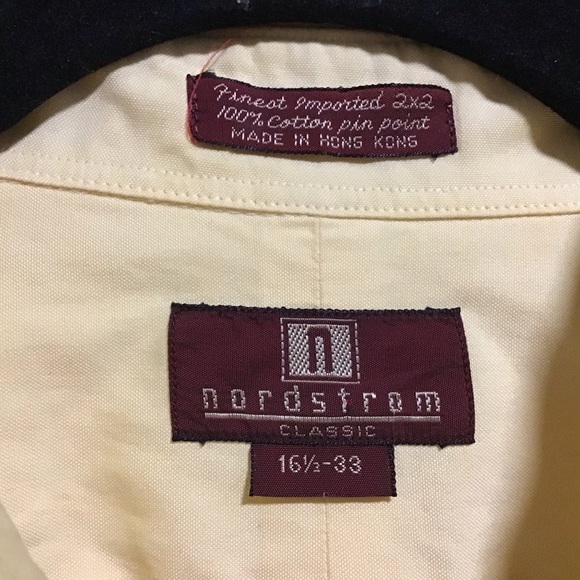 Finest Imported 2x2
100% Cotton pin point
MADE IN HONG KONG
n
nordstrom
CLASSIC
16½-33